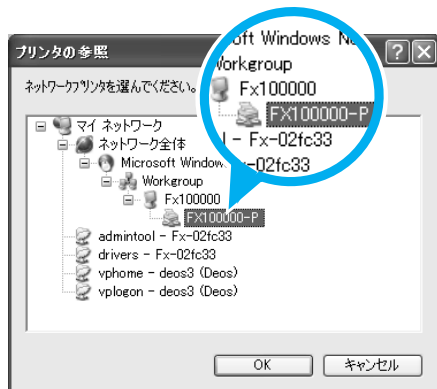 プリンタの参照
ネットワークプリンタを選んでください。
マイ ネットワーク
ネットワーク全体
Microsoft Window
Workgroup
Fx100000
FX100000-P
admintool - Fx-02fc33
drivers - Fx-02fc33
vphome - deos3 (Deos)
vplogon - deos3 (Deos)
oft Windows N
Workgroup
Fx100000
FX100000-P
l - Fx-02fc33
-02fc33
OK
キャンセル